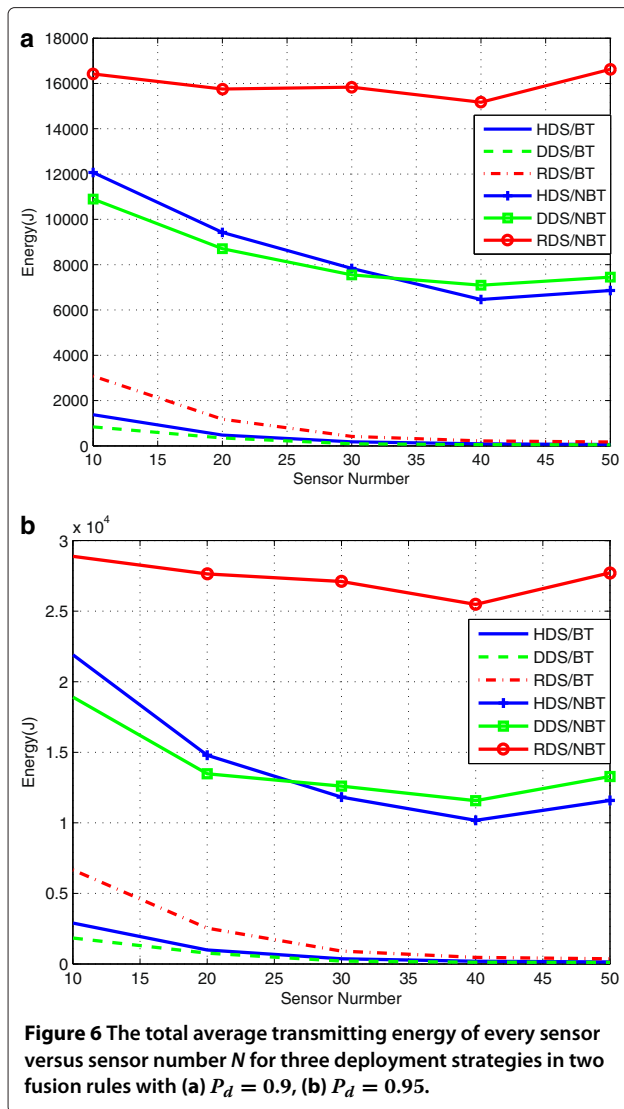 a
18000
16000
14000
12000
10000
8000
6000
4000
2000
0
Energy(J)
10 15 20 25 30 35 40 45 50
Sensor Nurmber
HDS/BT
DDS/BT
RDS/BT
HDS/NBT
DDS/NBT
RDS/NBT
b
x 10⁴
3
2.5
2
1.5
1
0.5
0
Energy(J)
10 15 20 25 30 35 40 45 50
Sensor Nurmber
HDS/BT
DDS/BT
RDS/BT
HDS/NBT
DDS/NBT
RDS/NBT
Figure 6 The total average transmitting energy of every sensor
versus sensor number N for three deployment strategies in two
fusion rules with (a) P_d = 0.9, (b) P_d = 0.95.